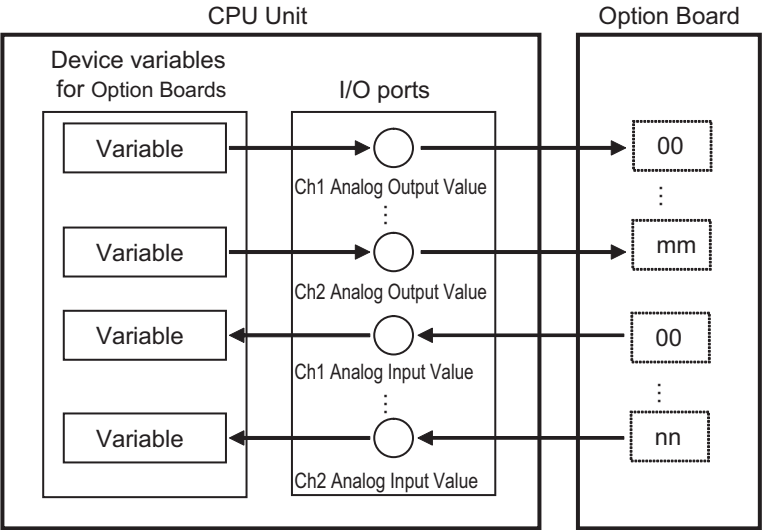 CPU Unit
Option Board
Device variables
for Option Boards
I/O ports
Variable
00
Ch1 Analog Output Value
⋮
⋮
Variable
mm
Ch2 Analog Output Value
Variable
00
Ch1 Analog Input Value
⋮
⋮
Variable
nn
Ch2 Analog Input Value